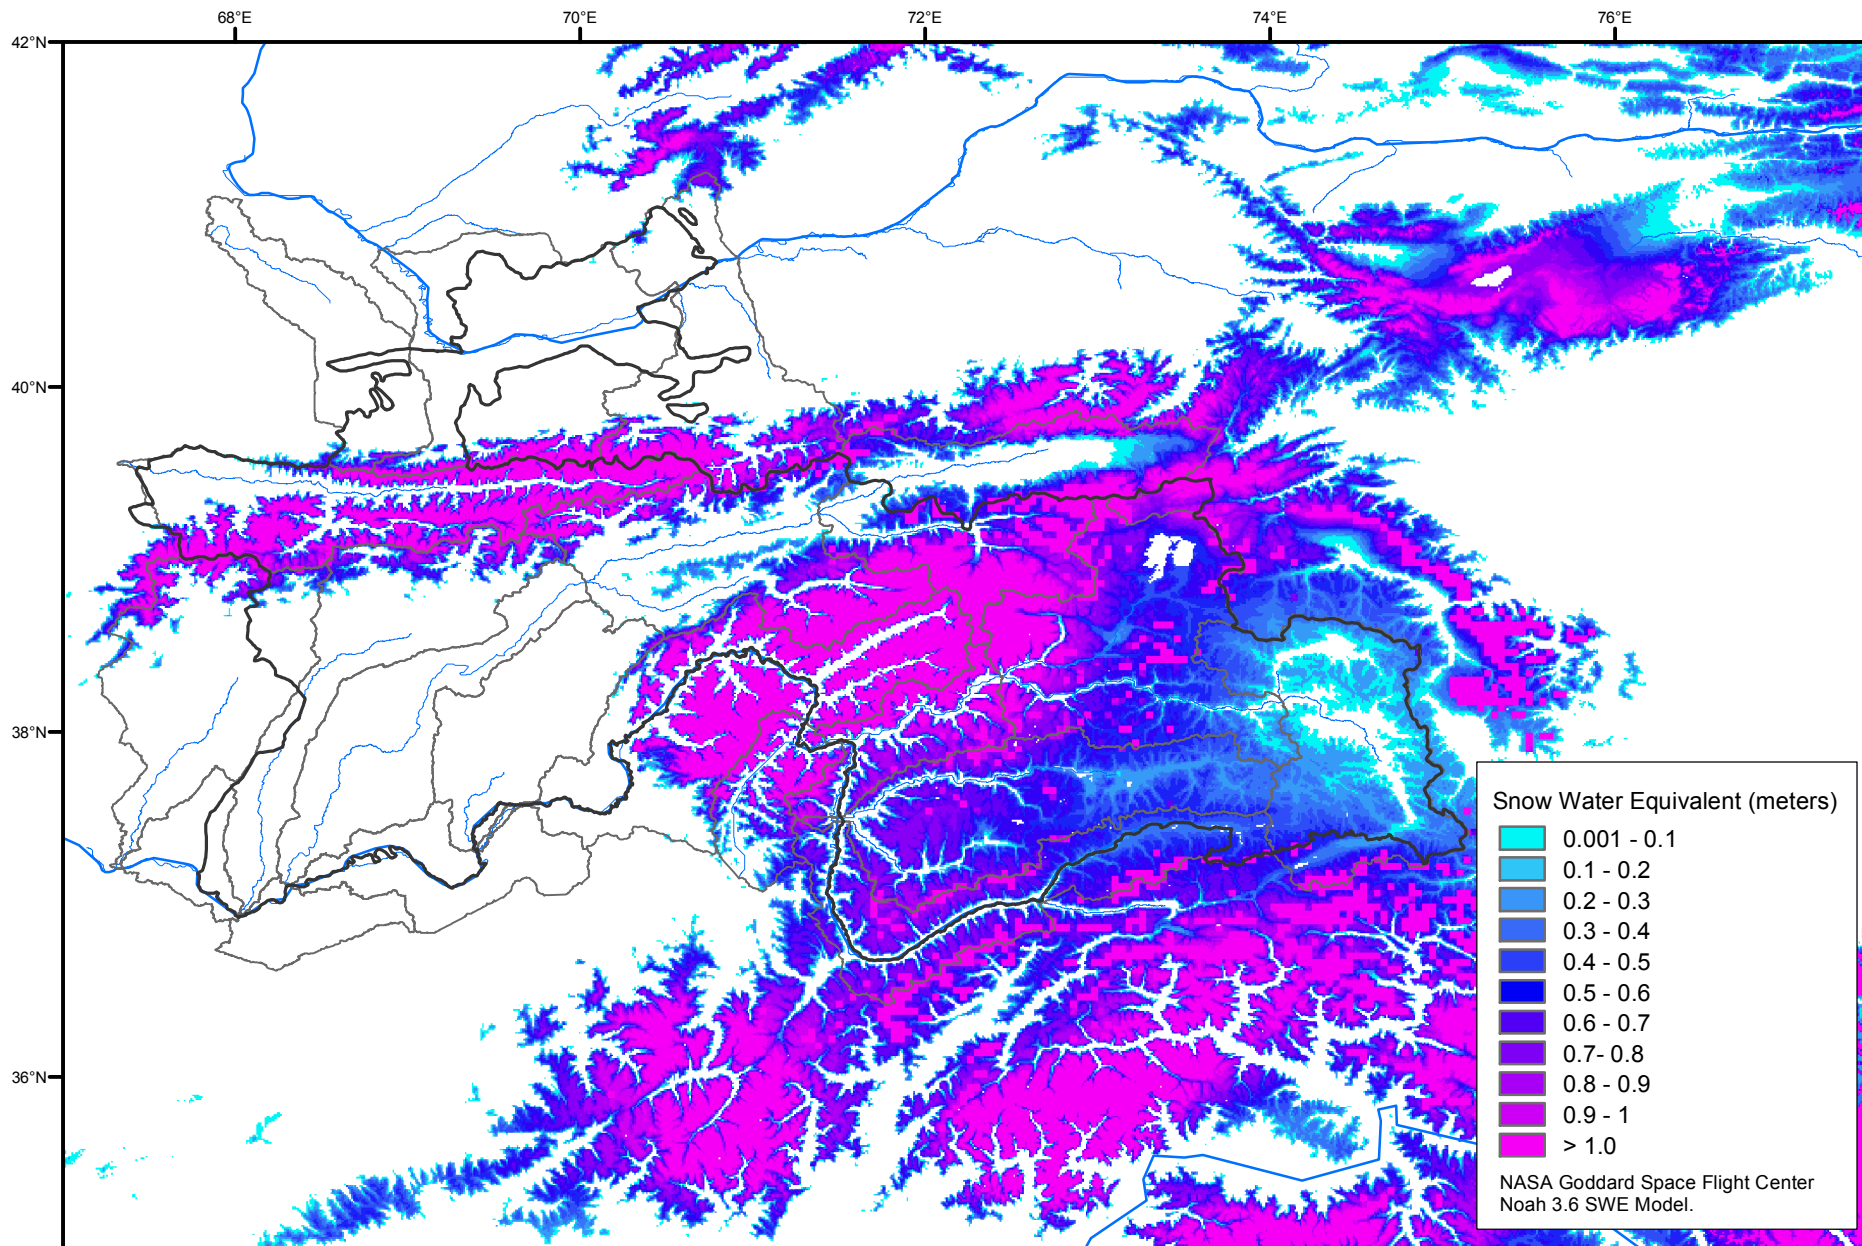 68°E 70°E 72°E 74°E 76°E
42°N
40°N
38°N
36°N
Snow Water Equivalent (meters)
0.001 - 0.1
0.1 - 0.2
0.2 - 0.3
0.3 - 0.4
0.4 - 0.5
0.5 - 0.6
0.6 - 0.7
0.7- 0.8
0.8 - 0.9
0.9 - 1
> 1.0
NASA Goddard Space Flight Center
Noah 3.6 SWE Model.